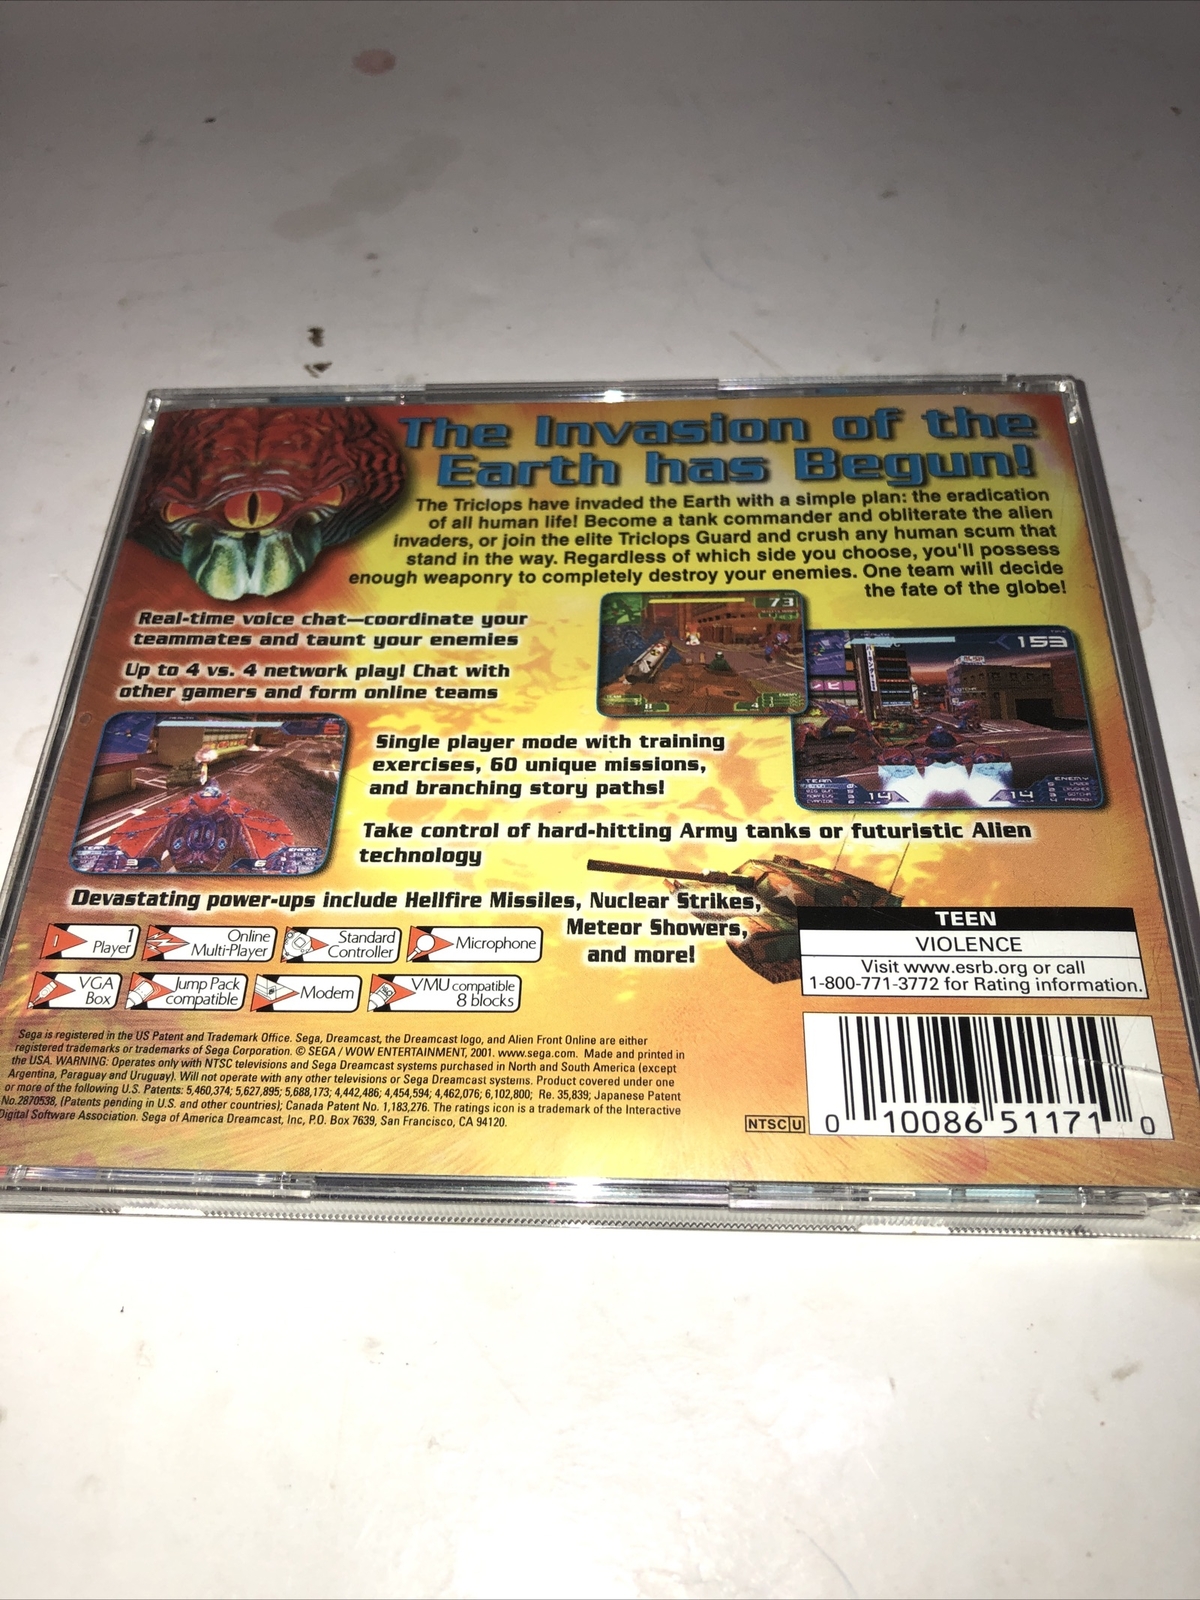 The Invasion of the
Earth has Begun!
The Triclops have invaded the Earth with a simple plan: the eradication
of all human life! Become a tank commander and obliterate the alien
invaders, or join the elite Triclops Guard and crush any human scum that
stand in the way. Regardless of which side you choose, you'll possess
enough weaponry to completely destroy your enemies. One team will decide
the fate of the globe!
Real-time voice chat—coordinate your
teammates and taunt your enemies
Up to 4 vs. 4 network play! Chat with
other gamers and form online teams
73
153
TEAM
14
14
ENEMY
Single player mode with training
exercises, 60 unique missions,
and branching story paths!
Take control of hard-hitting Army tanks or futuristic Alien
technology
Devastating power-ups include Hellfire Missiles, Nuclear Strikes,
Meteor Showers,
and more!
1
Player
Online
Multi-Player
Standard
Controller
Microphone
VGA
Box
Jump Pack
compatible
Modem
VMU compatible
8 blocks
TEEN
VIOLENCE
Visit www.esrb.org or call
1-800-771-3772 for Rating information.
Sega is registered in the US Patent and Trademark Office. Sega, Dreamcast, the Dreamcast logo, and Alien Front Online are either
registered trademarks or trademarks of Sega Corporation. © SEGA / WOW ENTERTAINMENT, 2001. www.sega.com. Made and printed in
the USA. WARNING: Operates only with NTSC televisions and Sega Dreamcast systems purchased in North and South America (except
Argentina, Paraguay and Uruguay). Will not operate with any other televisions or Sega Dreamcast systems. Product covered under one
or more of the following U.S. Patents: 5,460,374; 5,627,895; 5,688,173; 4,442,486; 4,454,594; 4,462,076; 6,102,800; Re. 35,839; Japanese Patent
No.2870538, (Patents pending in U.S. and other countries); Canada Patent No. 1,183,276. The ratings icon is a trademark of the Interactive
Digital Software Association. Sega of America Dreamcast, Inc, P.O. Box 7639, San Francisco, CA 94120.
NTSC U
0 10086 51171 0